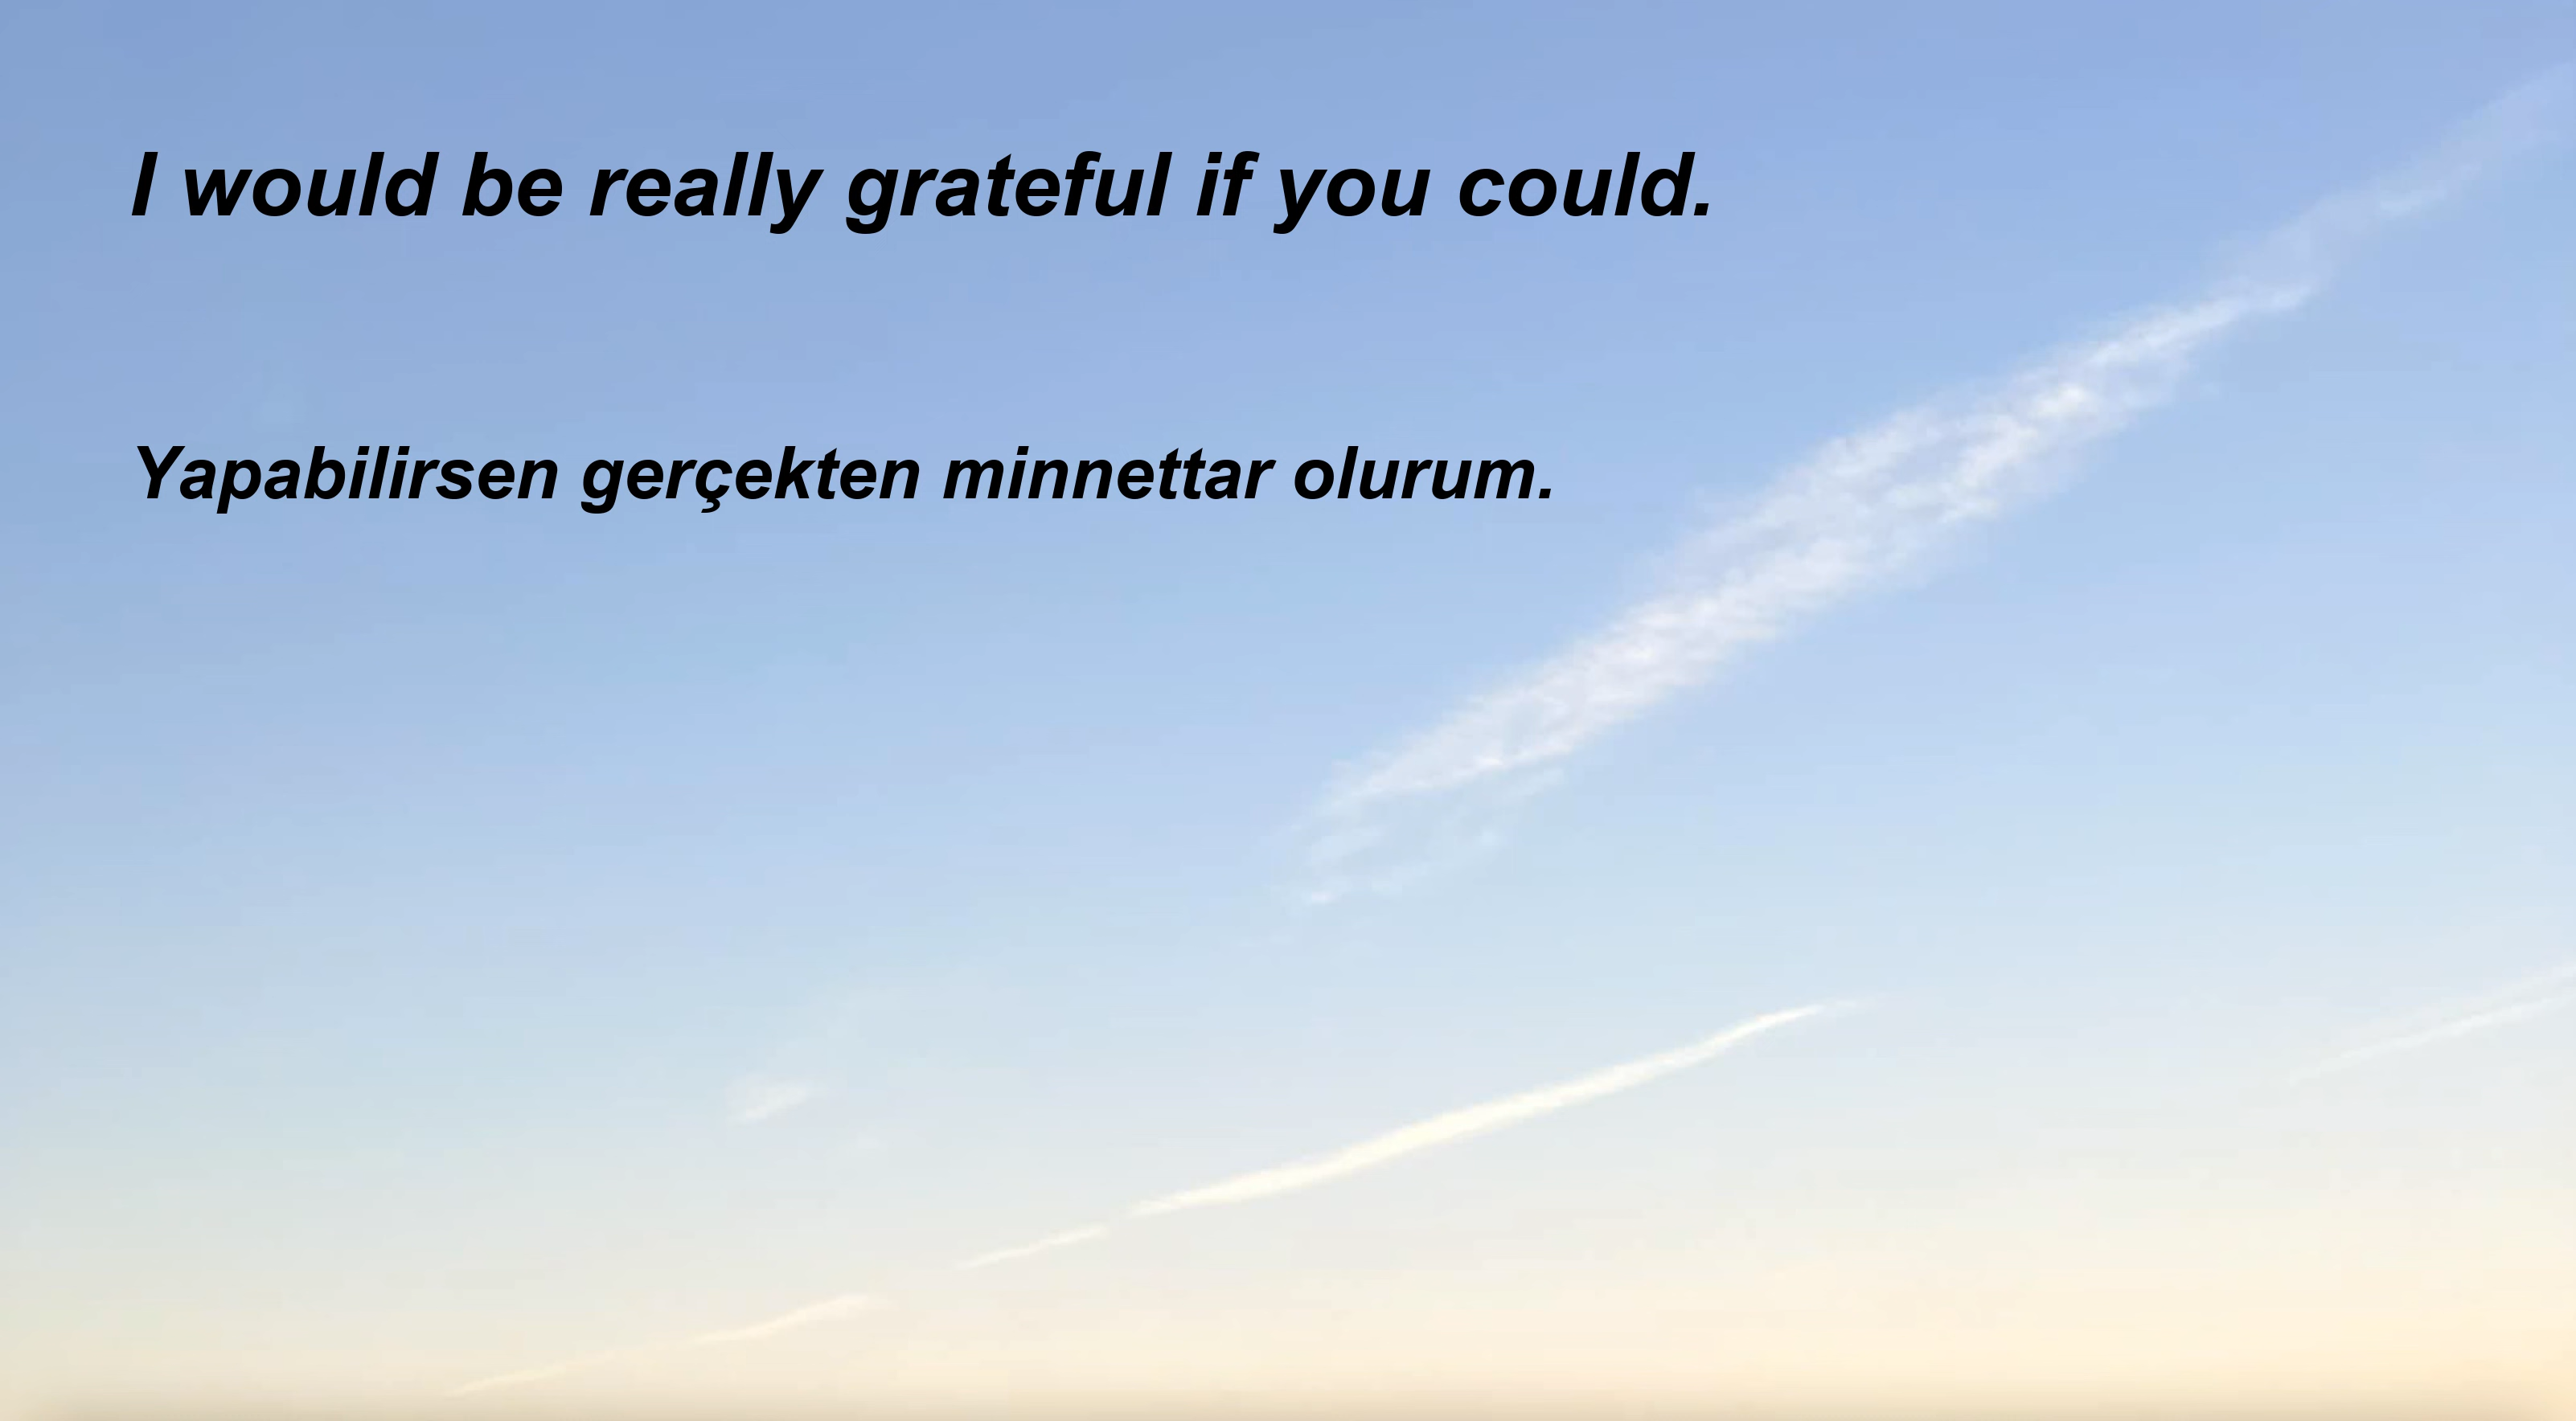 I would be really grateful if you could.
Yapabilirsen gerçekten minnettar olurum.